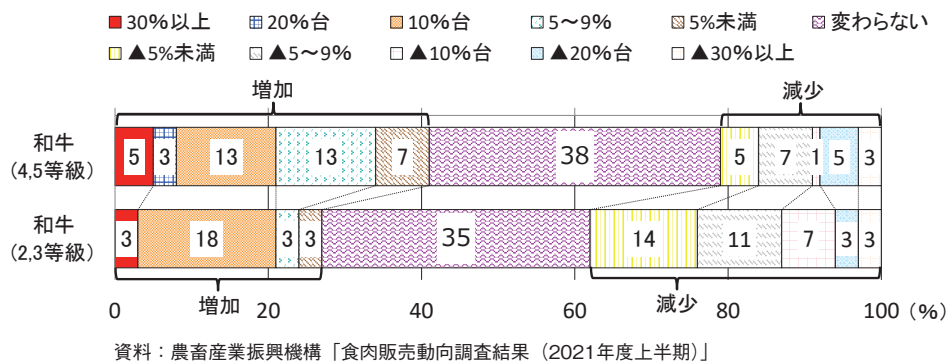 30%以上 20%台 10%台 5～9% 5%未満 変わらない
▲5%未満 ▲5～9% ▲10%台 ▲20%台 ▲30%以上
増加 減少
和牛
(4,5等級)
5 3 13 13 7 38 5 7 1 5 3
和牛
(2,3等級)
3 18 3 3 35 14 11 7 3 3
0 20 40 60 80 100 (%)
増加 減少
資料：農畜産業振興機構「食肉販売動向調査結果（2021年度上半期）」